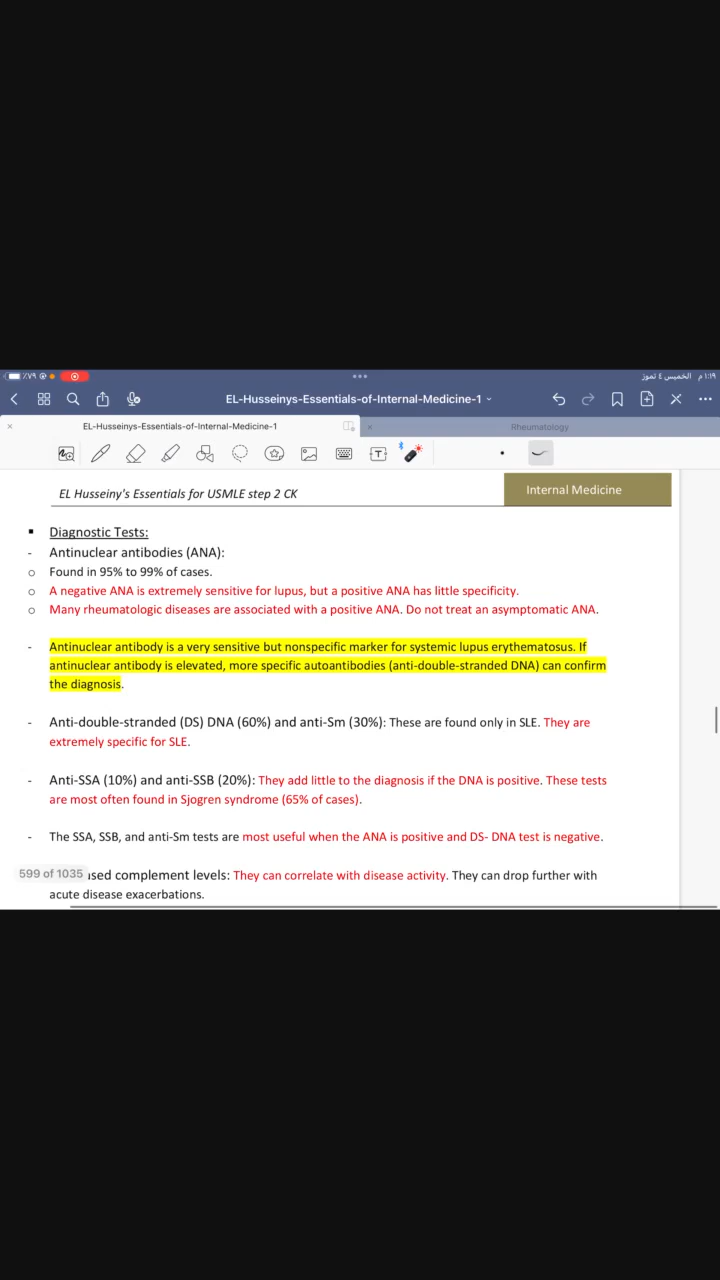 ٪٧٩
١:١٩ م الخميس ٤ تموز
EL-Husseinys-Essentials-of-Internal-Medicine-1
EL-Husseinys-Essentials-of-Internal-Medicine-1
Rheumatology
EL Husseiny's Essentials for USMLE step 2 CK
Internal Medicine
▪ Diagnostic Tests:
- Antinuclear antibodies (ANA):
o Found in 95% to 99% of cases.
o A negative ANA is extremely sensitive for lupus, but a positive ANA has little specificity.
o Many rheumatologic diseases are associated with a positive ANA. Do not treat an asymptomatic ANA.
- Antinuclear antibody is a very sensitive but nonspecific marker for systemic lupus erythematosus. If
antinuclear antibody is elevated, more specific autoantibodies (anti-double-stranded DNA) can confirm
the diagnosis.
- Anti-double-stranded (DS) DNA (60%) and anti-Sm (30%): These are found only in SLE. They are
extremely specific for SLE.
- Anti-SSA (10%) and anti-SSB (20%): They add little to the diagnosis if the DNA is positive. These tests
are most often found in Sjogren syndrome (65% of cases).
- The SSA, SSB, and anti-Sm tests are most useful when the ANA is positive and DS- DNA test is negative.
599 of 1035
ased complement levels: They can correlate with disease activity. They can drop further with
acute disease exacerbations.